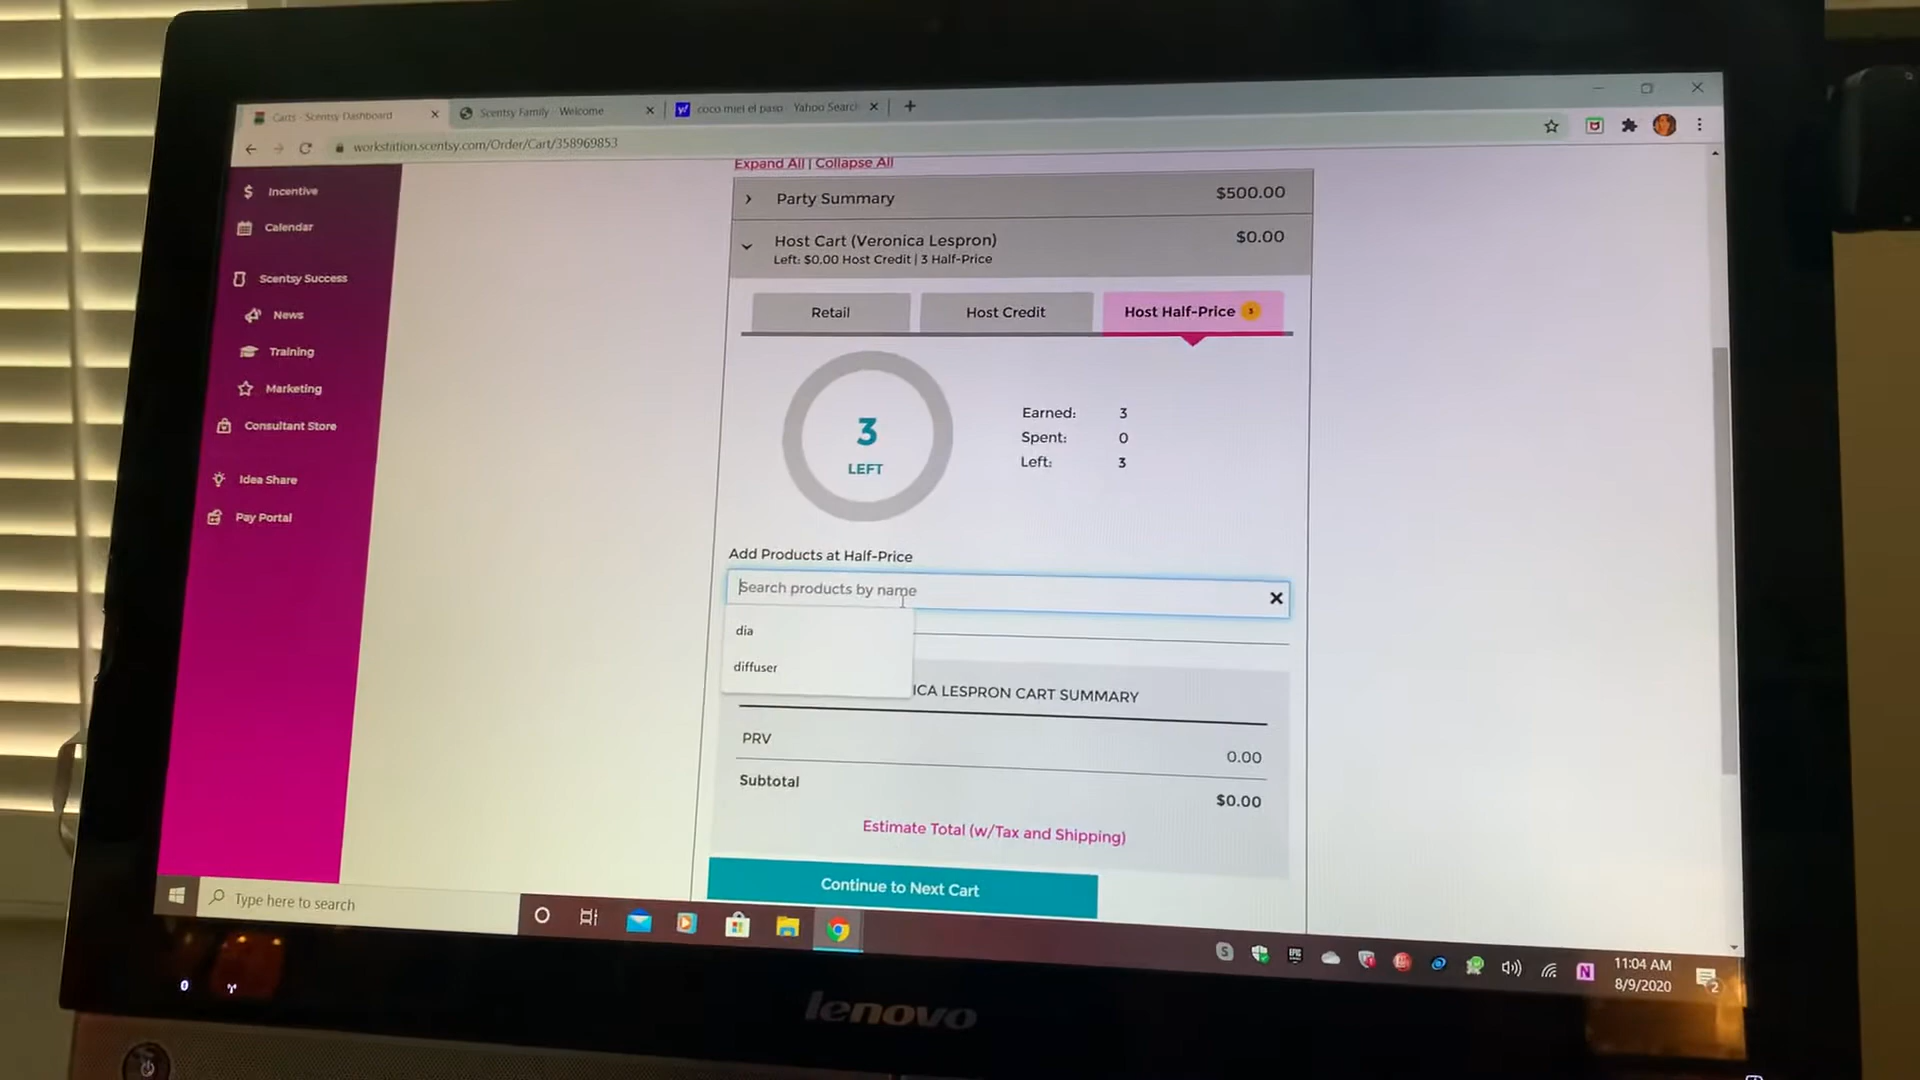 Carts - Scentsy Dashboard
Scentsy Family - Welcome
coco miel el paso - Yahoo Search
workstation.scentsy.com/Order/Cart/358969853
Incentive
Calendar
Scentsy Success
News
Training
Marketing
Consultant Store
Idea Share
Pay Portal
Expand All | Collapse All
Party Summary $500.00
Host Cart (Veronica Lespron) $0.00
Left: $0.00 Host Credit | 3 Half-Price
Retail Host Credit Host Half-Price 3
3
LEFT
Earned: 3
Spent: 0
Left: 3
Add Products at Half-Price
Search products by name
dia
diffuser
ICA LESPRON CART SUMMARY
PRV 0.00
Subtotal $0.00
Estimate Total (w/Tax and Shipping)
Continue to Next Cart
Type here to search
11:04 AM
8/9/2020
2
lenovo